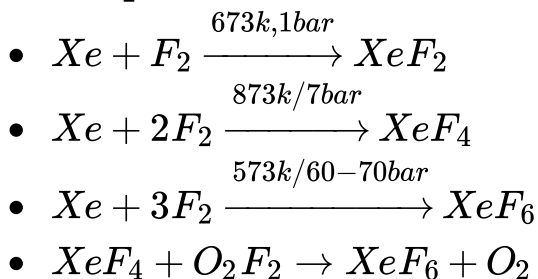 673k,1bar
• Xe + F₂ ⟶ XeF₂
873k/7bar
• Xe + 2F₂ ⟶ XeF₄
573k/60−70bar
• Xe + 3F₂ ⟶ XeF₆
• XeF₄ + O₂F₂ → XeF₆ + O₂